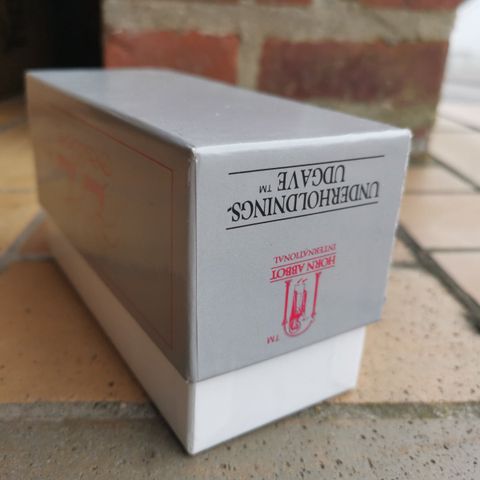 TM
HORN ABBOT
INTERNATIONAL
UNDERHOLDNINGS-
UDGAVE ™